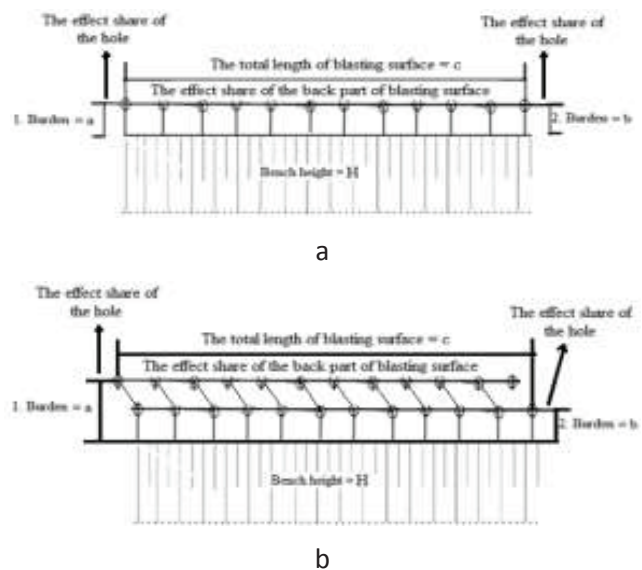 The effect share of
the hole
The effect share of
the hole
The total length of blasting surface = c
The effect share of the back part of blasting surface
1. Burden = a
2. Burden = b
Bench height = H
a
The effect share of
the hole
The effect share of
the hole
The total length of blasting surface = c
The effect share of the back part of blasting surface
1. Burden = a
2. Burden = b
Bench height = H
b